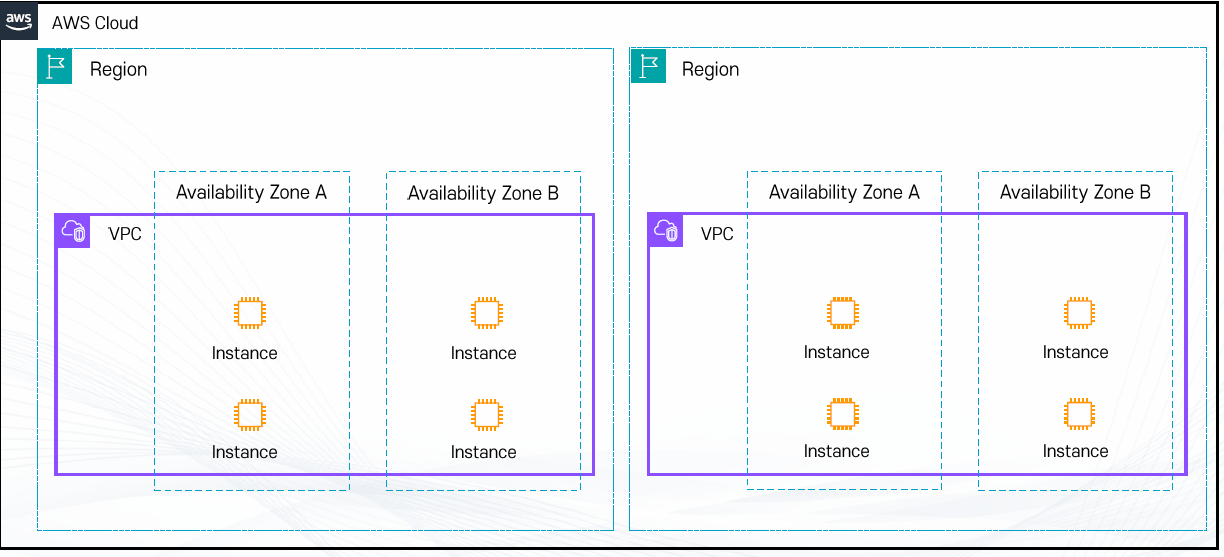 aws
AWS Cloud
Region
Availability Zone A
Availability Zone B
VPC
Instance
Instance
Instance
Instance
Region
Availability Zone A
Availability Zone B
VPC
Instance
Instance
Instance
Instance